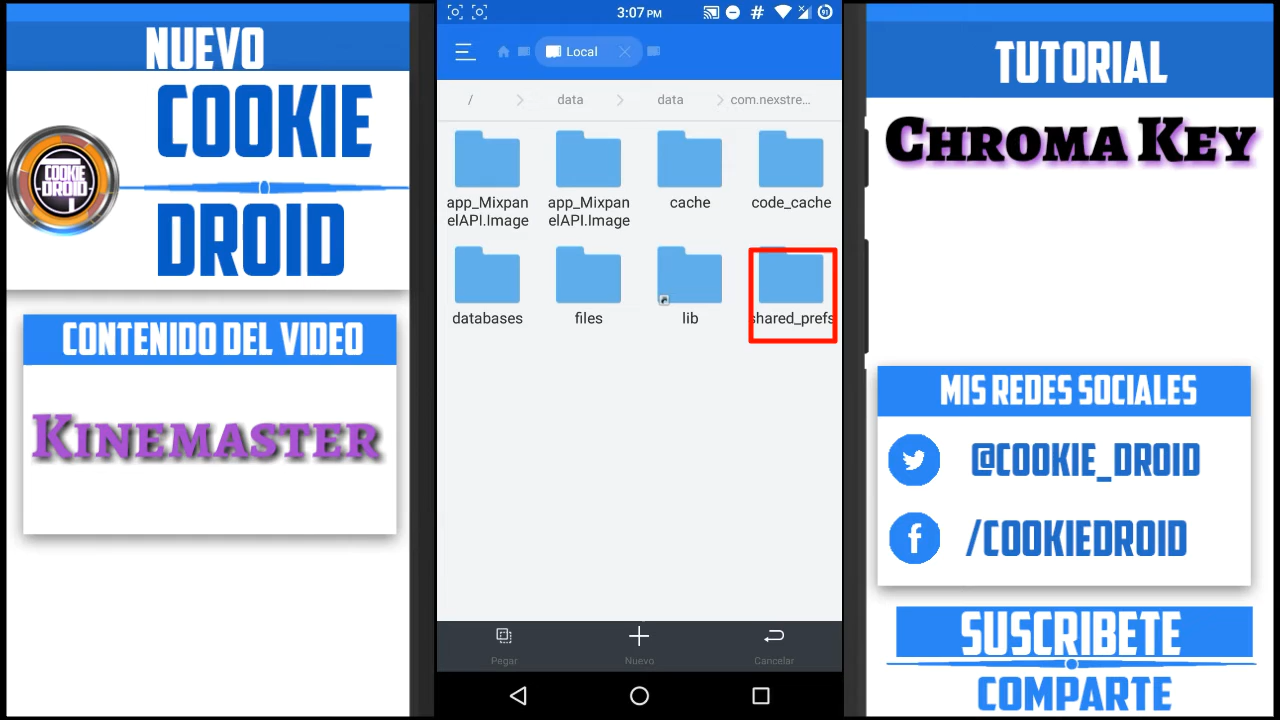 NUEVO
COOKIE
DROID
COOKIE
DROID
CONTENIDO DEL VIDEO
KINEMASTER
3:07 PM
91
Local
/ data data com.nexstre...
app_Mixpan
elAPI.Image
app_Mixpan
elAPI.Image
cache
code_cache
databases
files
lib
shared_prefs
Pegar
Nuevo
Cancelar
TUTORIAL
CHROMA KEY
MIS REDES SOCIALES
@COOKIE_DROID
/COOKIEDROID
SUSCRIBETE
COMPARTE